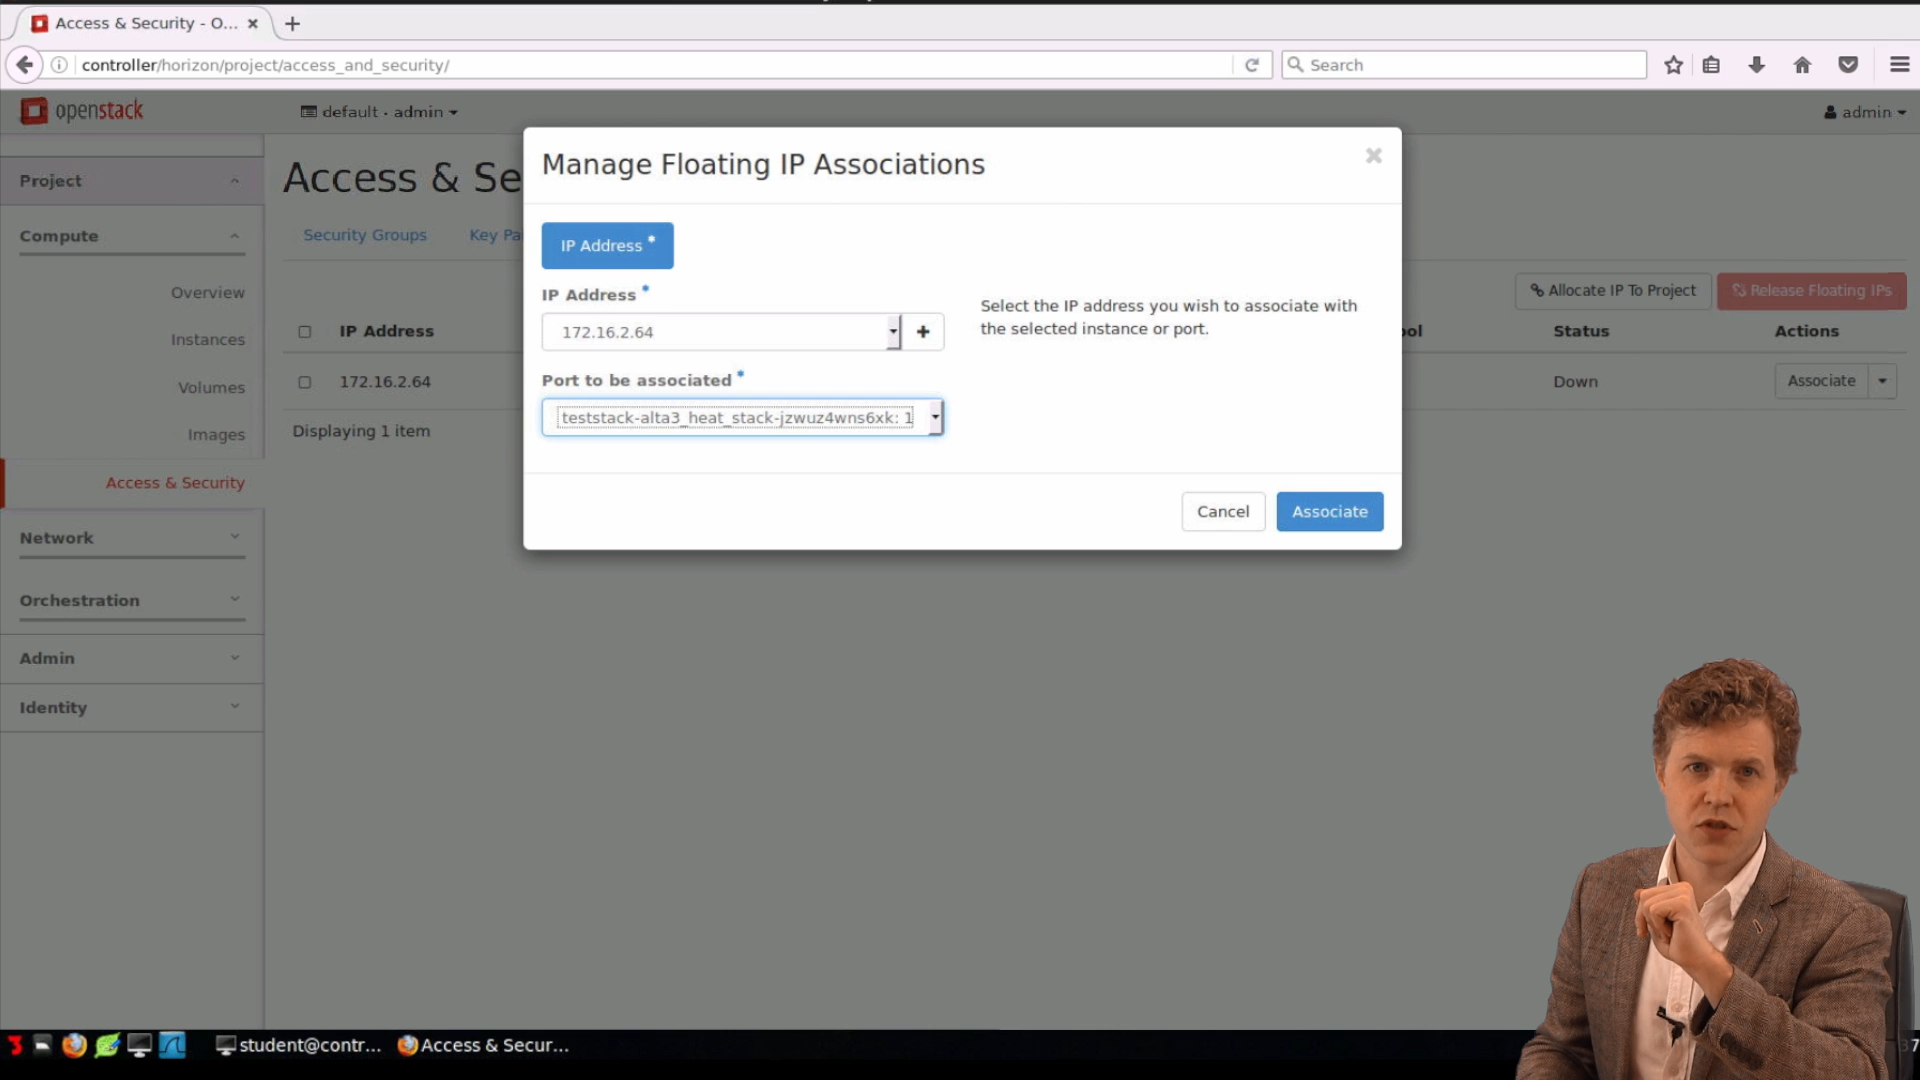 Access & Security - O...
controller/horizon/project/access_and_security/
Search
openstack
default • admin
admin
Project
Compute
Overview
Instances
Volumes
Images
Access & Security
Network
Orchestration
Admin
Identity
Access & Se
Security Groups
Key Pa
Allocate IP To Project
Release Floating IPs
IP Address
ool
Status
Actions
172.16.2.64
Down
Associate
Displaying 1 item
Manage Floating IP Associations
IP Address *
IP Address *
172.16.2.64
Select the IP address you wish to associate with
the selected instance or port.
Port to be associated *
teststack-alta3_heat_stack-jzwuz4wns6xk: 1
Cancel
Associate
student@contr...
Access & Secur...